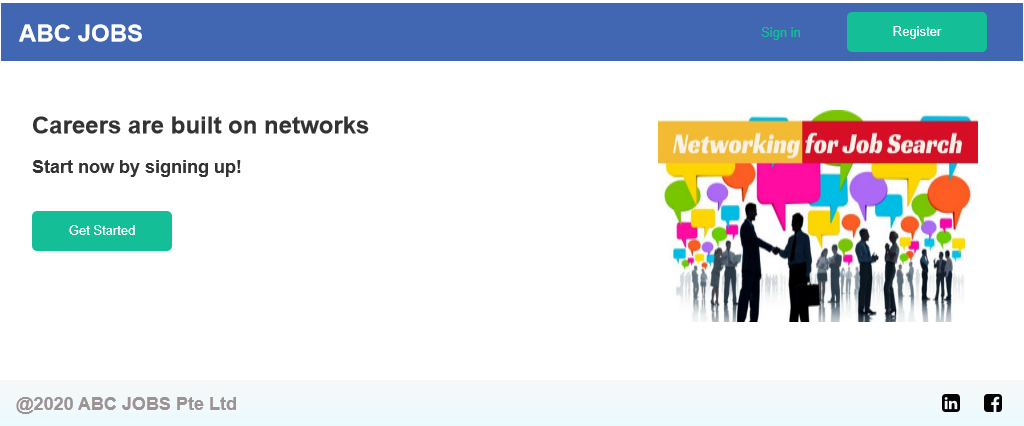 ABC JOBS
Sign in
Register
Careers are built on networks
Start now by signing up!
Get Started
Networking for Job Search
@2020 ABC JOBS Pte Ltd
in
f